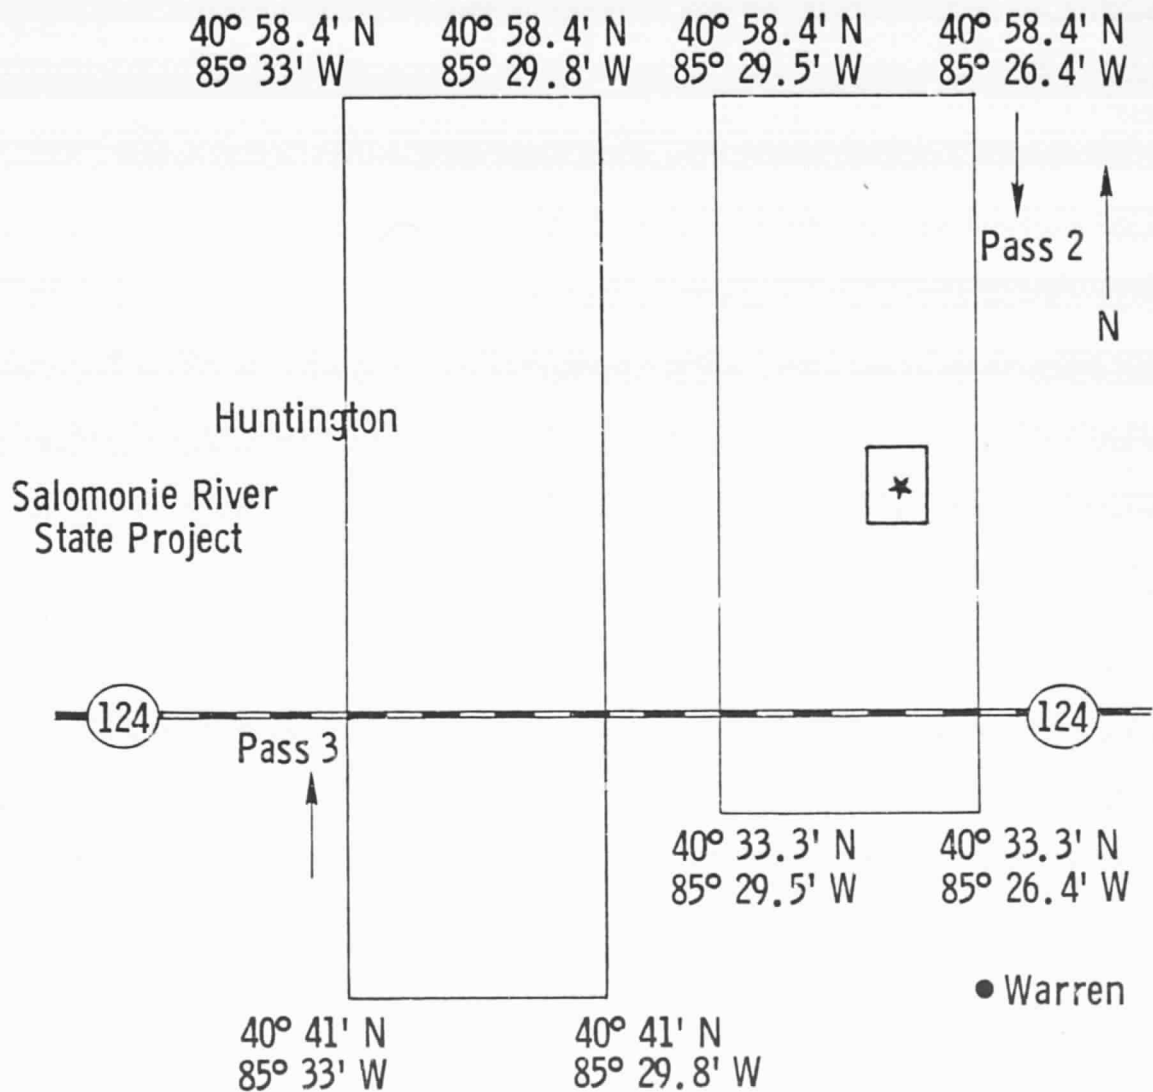 40° 58.4' N
85° 33' W
40° 58.4' N
85° 29.8' W
40° 58.4' N
85° 29.5' W
40° 58.4' N
85° 26.4' W
Pass 2
N
Huntington
Salomonie River
State Project
124
124
Pass 3
40° 33.3' N
85° 29.5' W
40° 33.3' N
85° 26.4' W
Warren
40° 41' N
85° 33' W
40° 41' N
85° 29.8' W